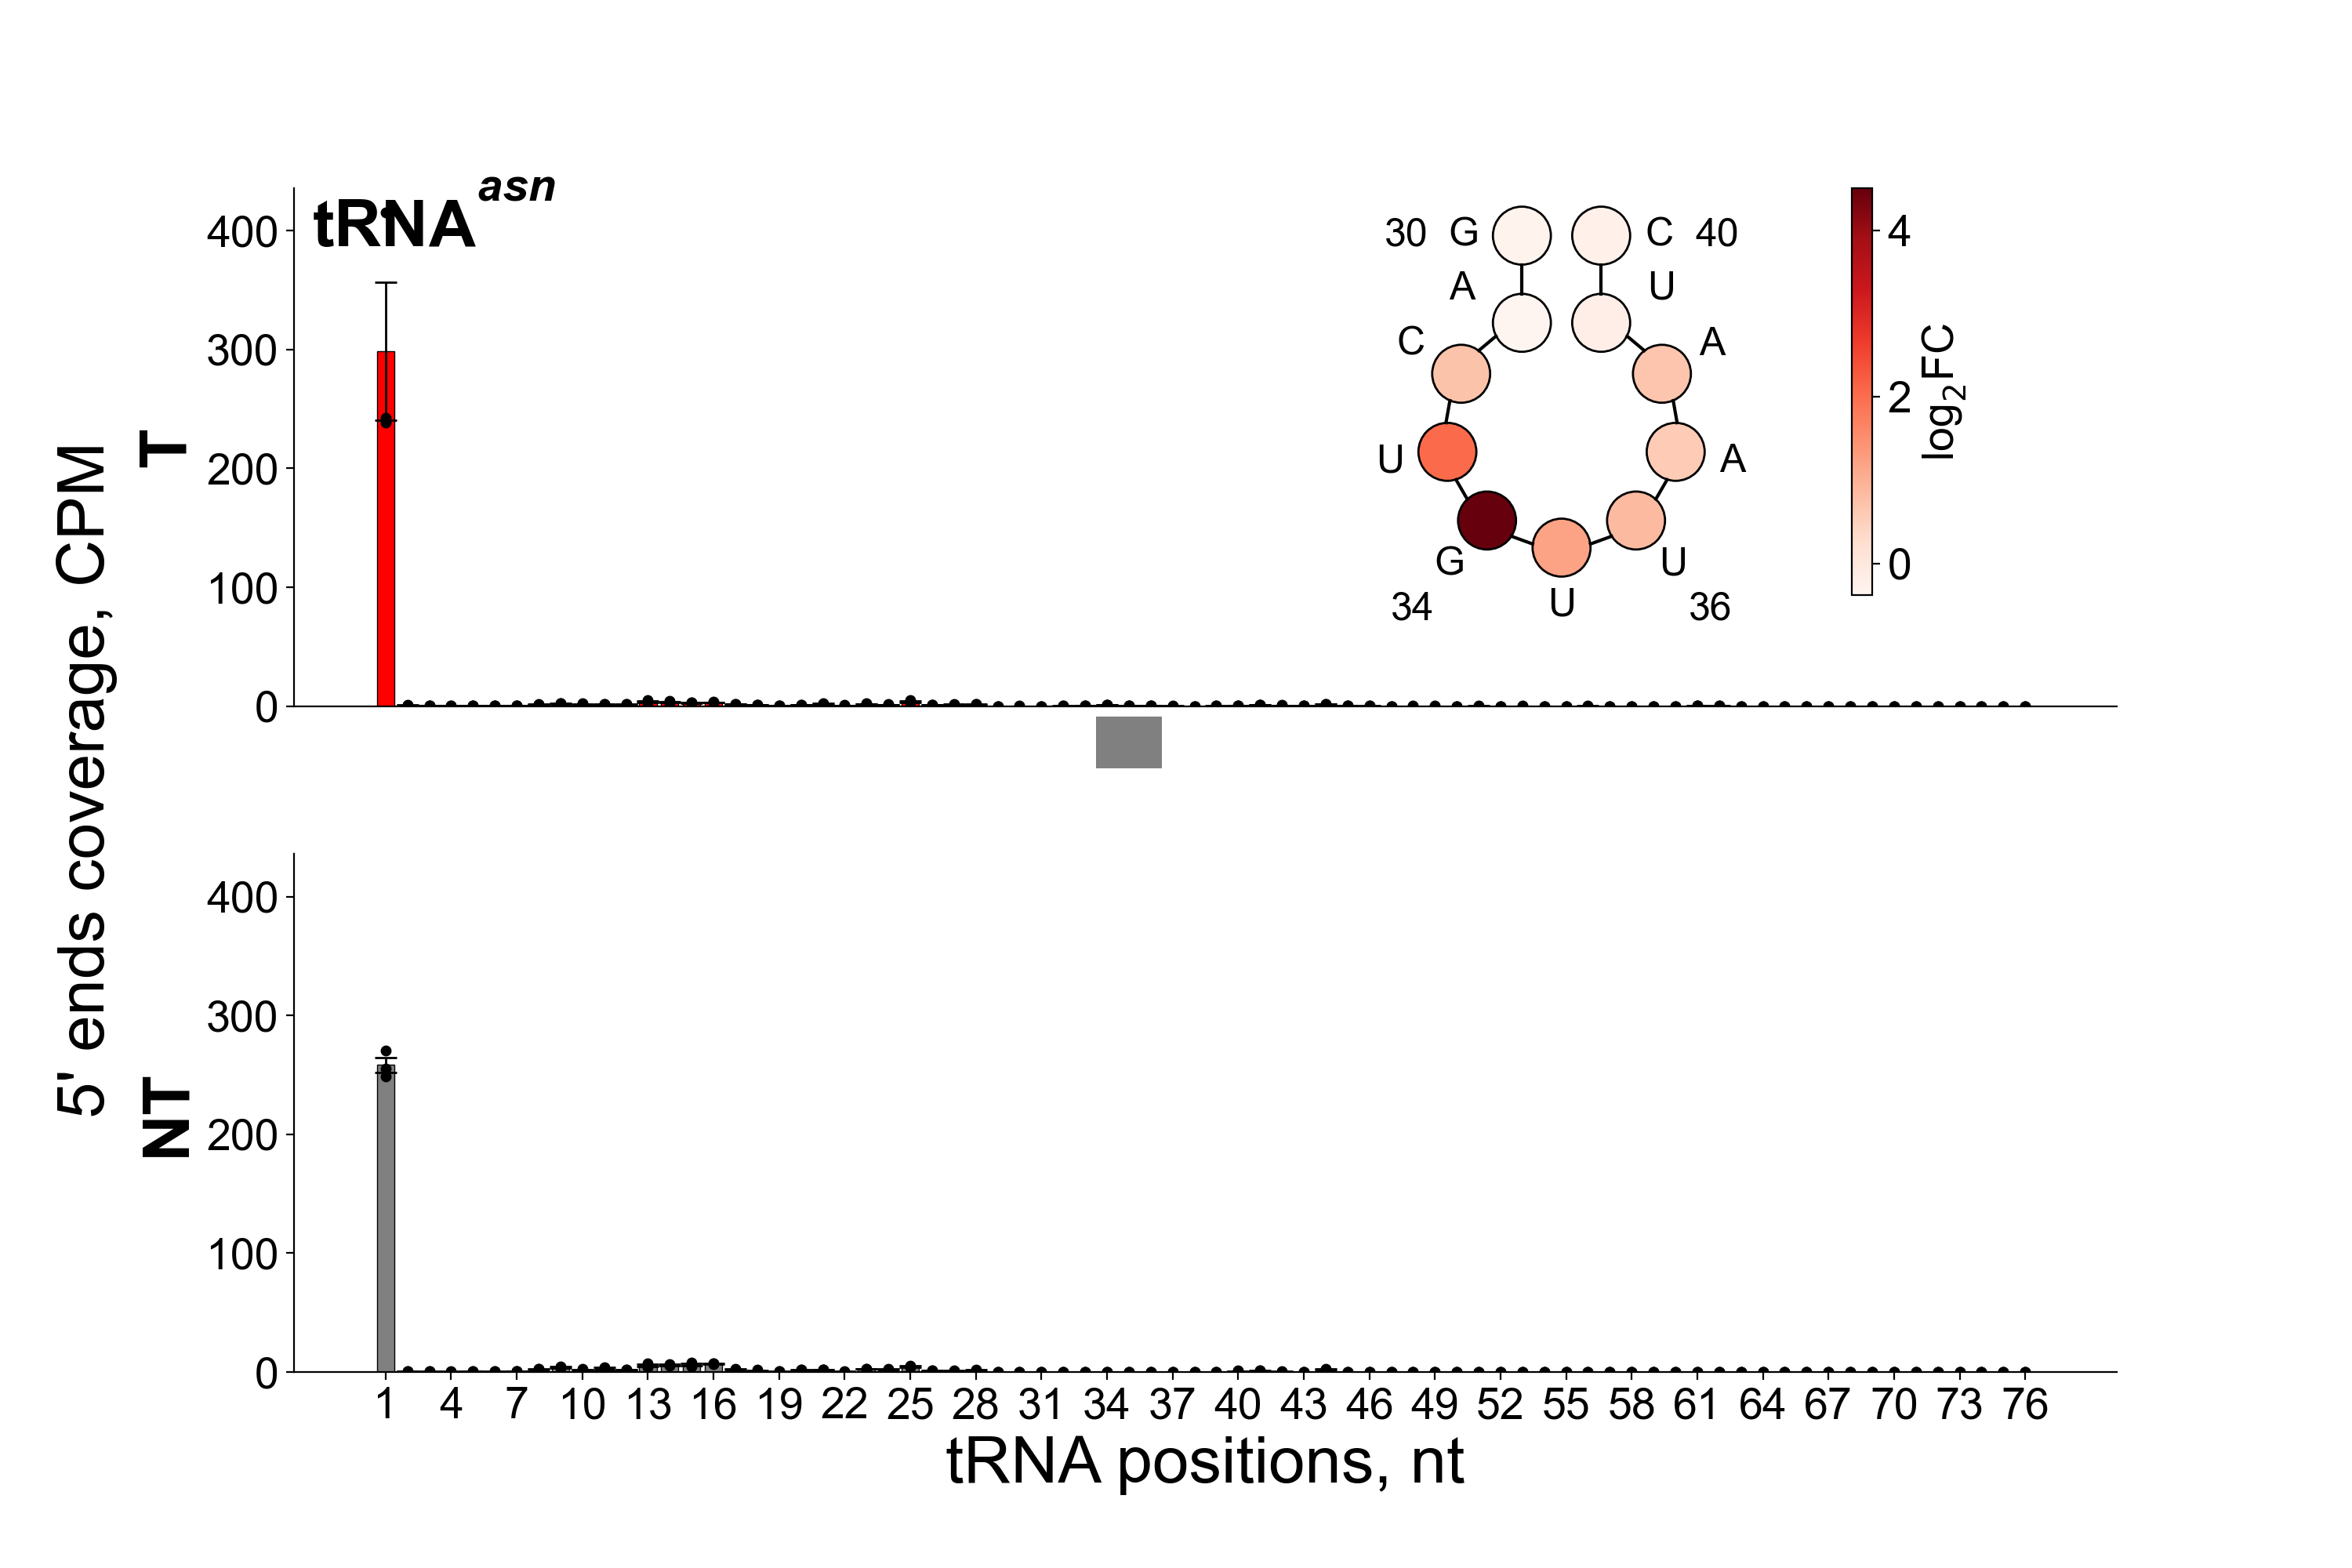 tRNA^asn
5' ends coverage, CPM
T
400
300
200
100
0
30 G C 40
A U
C A
U A
G U
34 U 36
4
2
0
log₂FC
NT
400
300
200
100
0
1 4 7 10 13 16 19 22 25 28 31 34 37 40 43 46 49 52 55 58 61 64 67 70 73 76
tRNA positions, nt